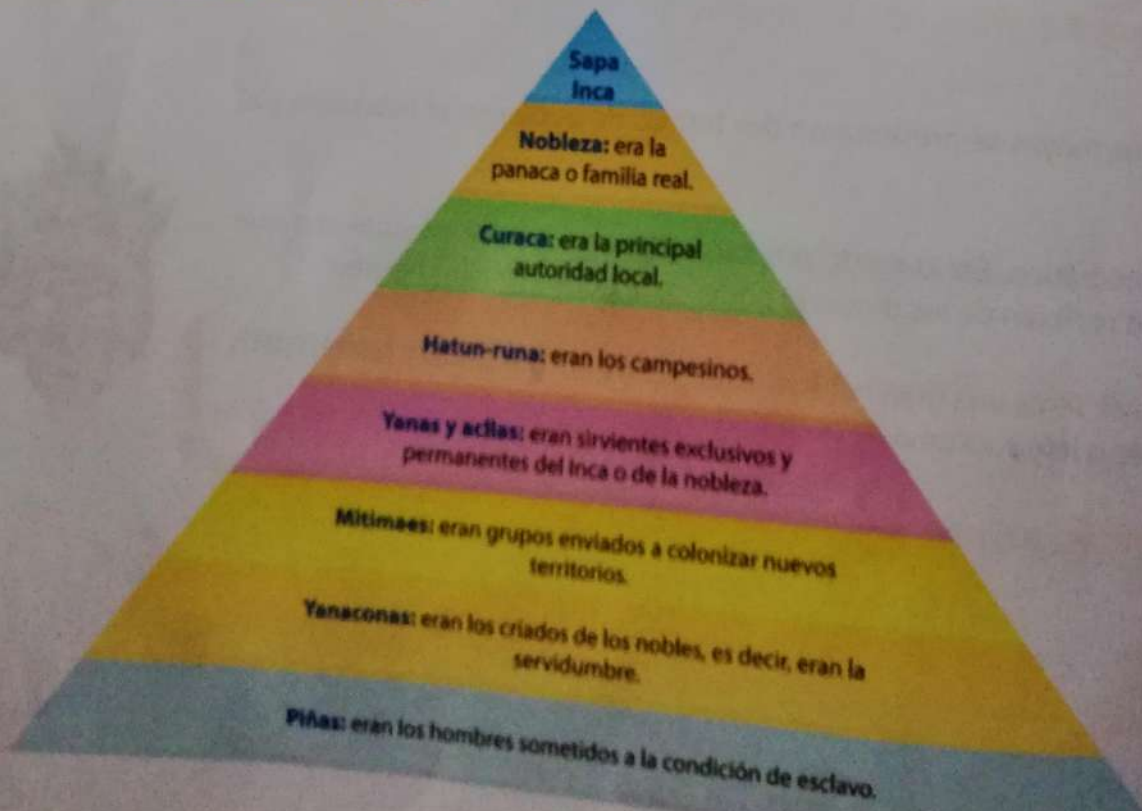 Sapa
Inca
Nobleza: era la
panaca o familia real.
Curaca: era la principal
autoridad local.
Hatun-runa: eran los campesinos.
Yanas y acllas: eran sirvientes exclusivos y
permanentes del Inca o de la nobleza.
Mitimaes: eran grupos enviados a colonizar nuevos
territorios.
Yanaconas: eran los criados de los nobles, es decir, eran la
servidumbre.
Piñas: eran los hombres sometidos a la condición de esclavo.